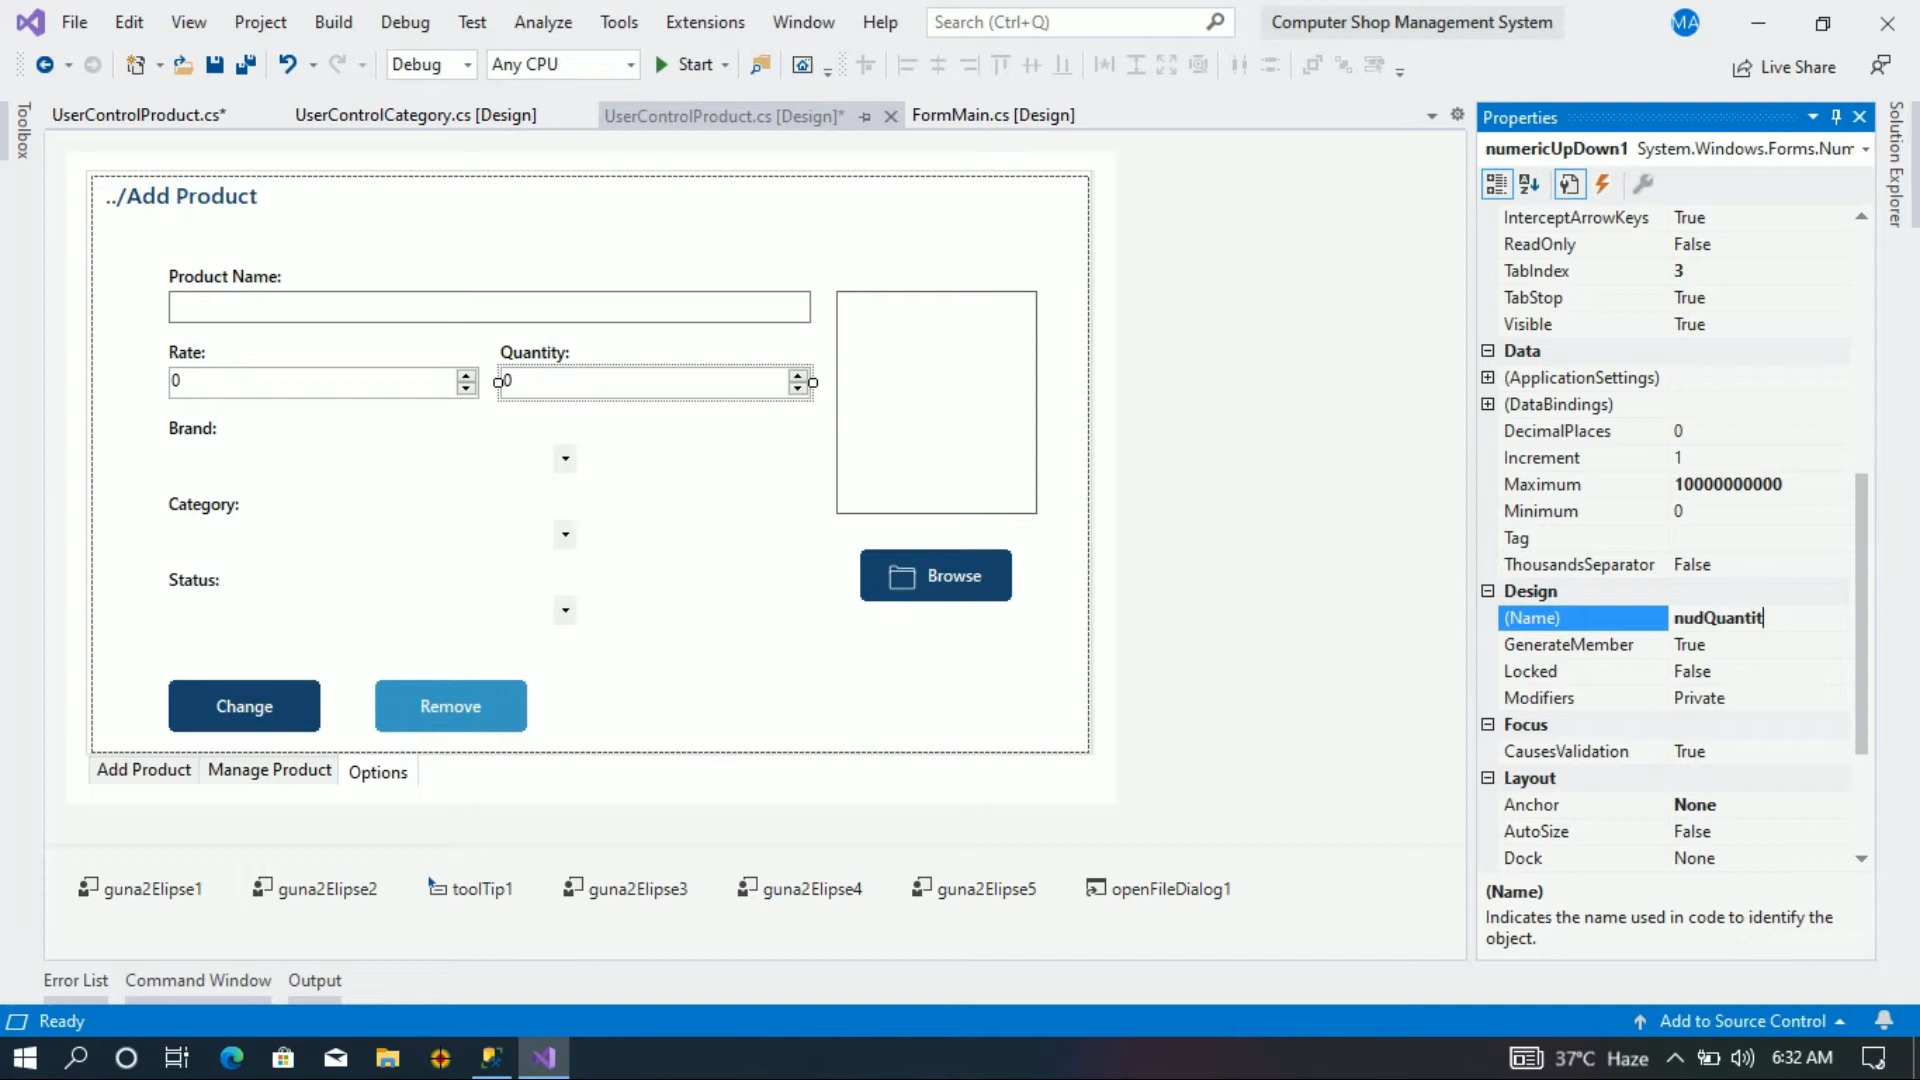 File Edit View Project Build Debug Test Analyze Tools Extensions Window Help Search (Ctrl+Q) Computer Shop Management System MA
Debug Any CPU Start Live Share
UserControlProduct.cs* UserControlCategory.cs [Design] UserControlProduct.cs [Design]* FormMain.cs [Design]
Toolbox
../Add Product
Product Name:
Rate: Quantity:
0 0
Brand:
Category:
Status:
Browse
Change Remove
Add Product Manage Product Options
guna2Elipse1 guna2Elipse2 toolTip1 guna2Elipse3 guna2Elipse4 guna2Elipse5 openFileDialog1
Properties
numericUpDown1 System.Windows.Forms.Num
InterceptArrowKeys True
ReadOnly False
TabIndex 3
TabStop True
Visible True
Data
(ApplicationSettings)
(DataBindings)
DecimalPlaces 0
Increment 1
Maximum 10000000000
Minimum 0
Tag
ThousandsSeparator False
Design
(Name) nudQuantit
GenerateMember True
Locked False
Modifiers Private
Focus
CausesValidation True
Layout
Anchor None
AutoSize False
Dock None
(Name)
Indicates the name used in code to identify the
object.
Solution Explorer
Error List Command Window Output
Ready Add to Source Control
37°C Haze 6:32 AM